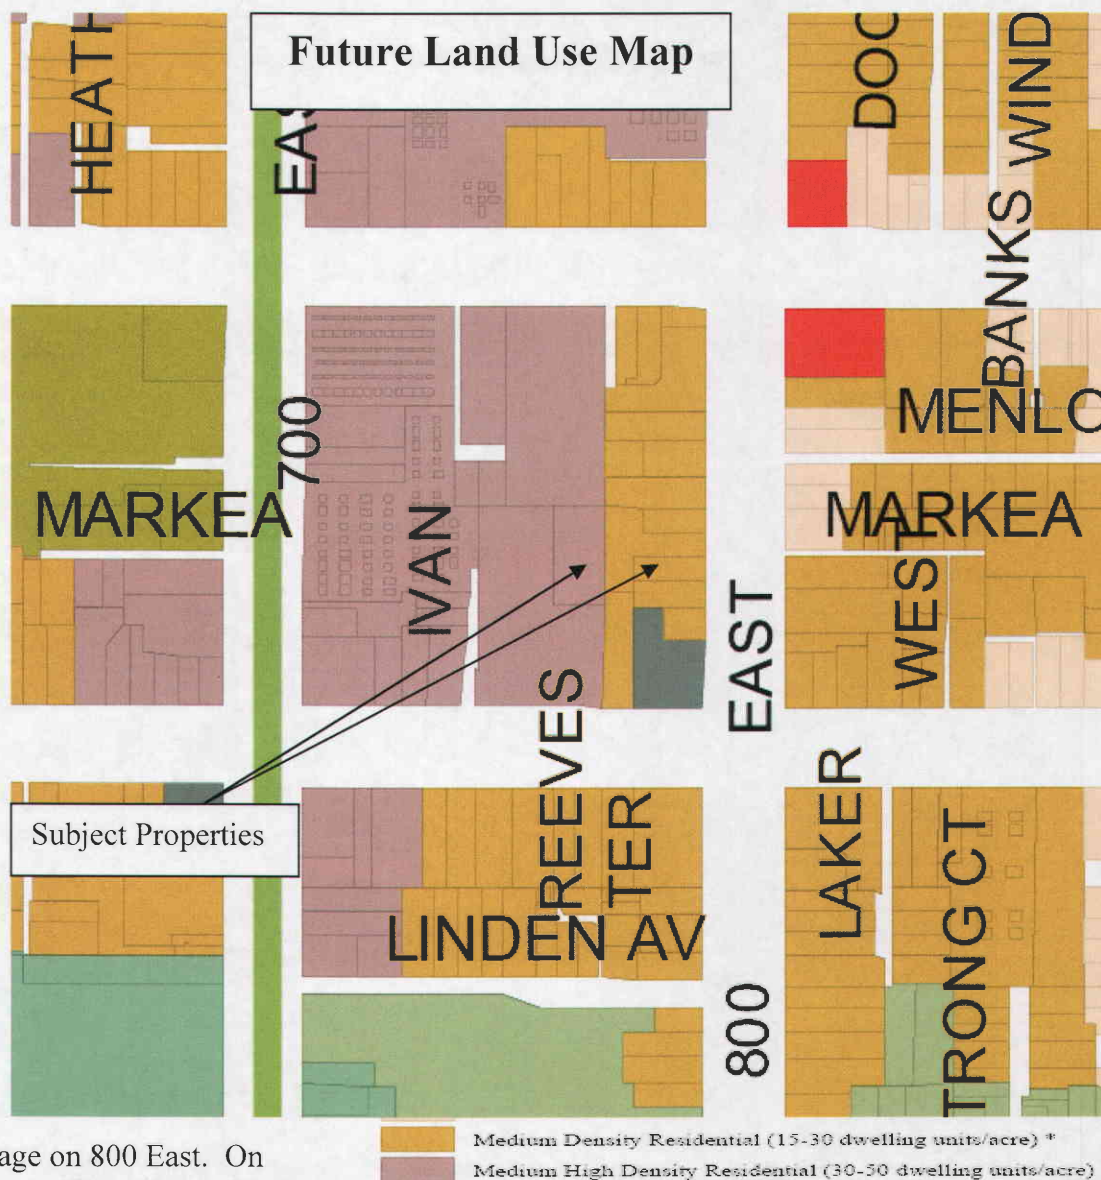 Future Land Use Map
HEATH
EAS
DOC
WIND
BANKS
700
MENLO
MARKEA
MARKEA
IVAN
WEST
EAST
REEVES
TER
Subject Properties
LAKER
TRONG CT
LINDEN AV
800
age on 800 East. On
Medium Density Residential (15-30 dwelling units/acre) *
Medium High Density Residential (30-50 dwelling units/acre)